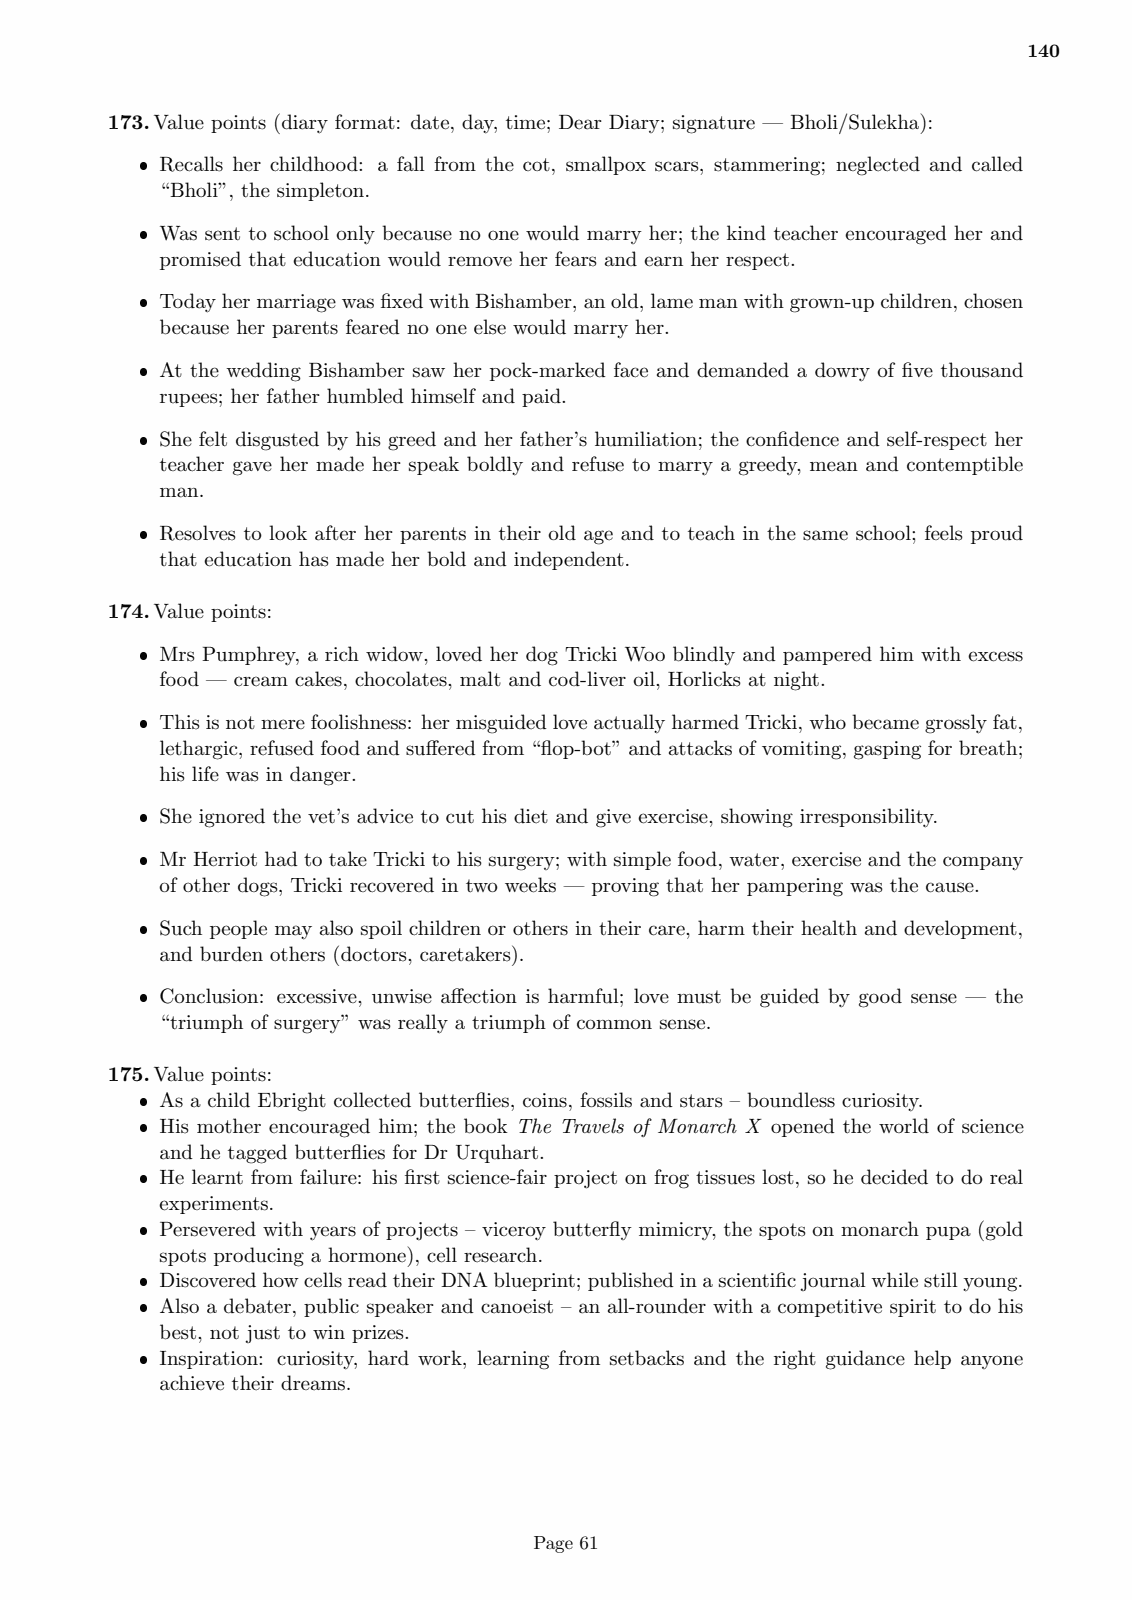 140
173. Value points (diary format: date, day, time; Dear Diary; signature — Bholi/Sulekha):
• Recalls her childhood: a fall from the cot, smallpox scars, stammering; neglected and called
“Bholi”, the simpleton.
• Was sent to school only because no one would marry her; the kind teacher encouraged her and
promised that education would remove her fears and earn her respect.
• Today her marriage was fixed with Bishamber, an old, lame man with grown-up children, chosen
because her parents feared no one else would marry her.
• At the wedding Bishamber saw her pock-marked face and demanded a dowry of five thousand
rupees; her father humbled himself and paid.
• She felt disgusted by his greed and her father’s humiliation; the confidence and self-respect her
teacher gave her made her speak boldly and refuse to marry a greedy, mean and contemptible
man.
• Resolves to look after her parents in their old age and to teach in the same school; feels proud
that education has made her bold and independent.
174. Value points:
• Mrs Pumphrey, a rich widow, loved her dog Tricki Woo blindly and pampered him with excess
food — cream cakes, chocolates, malt and cod-liver oil, Horlicks at night.
• This is not mere foolishness: her misguided love actually harmed Tricki, who became grossly fat,
lethargic, refused food and suffered from “flop-bot” and attacks of vomiting, gasping for breath;
his life was in danger.
• She ignored the vet’s advice to cut his diet and give exercise, showing irresponsibility.
• Mr Herriot had to take Tricki to his surgery; with simple food, water, exercise and the company
of other dogs, Tricki recovered in two weeks — proving that her pampering was the cause.
• Such people may also spoil children or others in their care, harm their health and development,
and burden others (doctors, caretakers).
• Conclusion: excessive, unwise affection is harmful; love must be guided by good sense — the
“triumph of surgery” was really a triumph of common sense.
175. Value points:
• As a child Ebright collected butterflies, coins, fossils and stars – boundless curiosity.
• His mother encouraged him; the book The Travels of Monarch X opened the world of science
and he tagged butterflies for Dr Urquhart.
• He learnt from failure: his first science-fair project on frog tissues lost, so he decided to do real
experiments.
• Persevered with years of projects – viceroy butterfly mimicry, the spots on monarch pupa (gold
spots producing a hormone), cell research.
• Discovered how cells read their DNA blueprint; published in a scientific journal while still young.
• Also a debater, public speaker and canoeist – an all-rounder with a competitive spirit to do his
best, not just to win prizes.
• Inspiration: curiosity, hard work, learning from setbacks and the right guidance help anyone
achieve their dreams.
Page 61